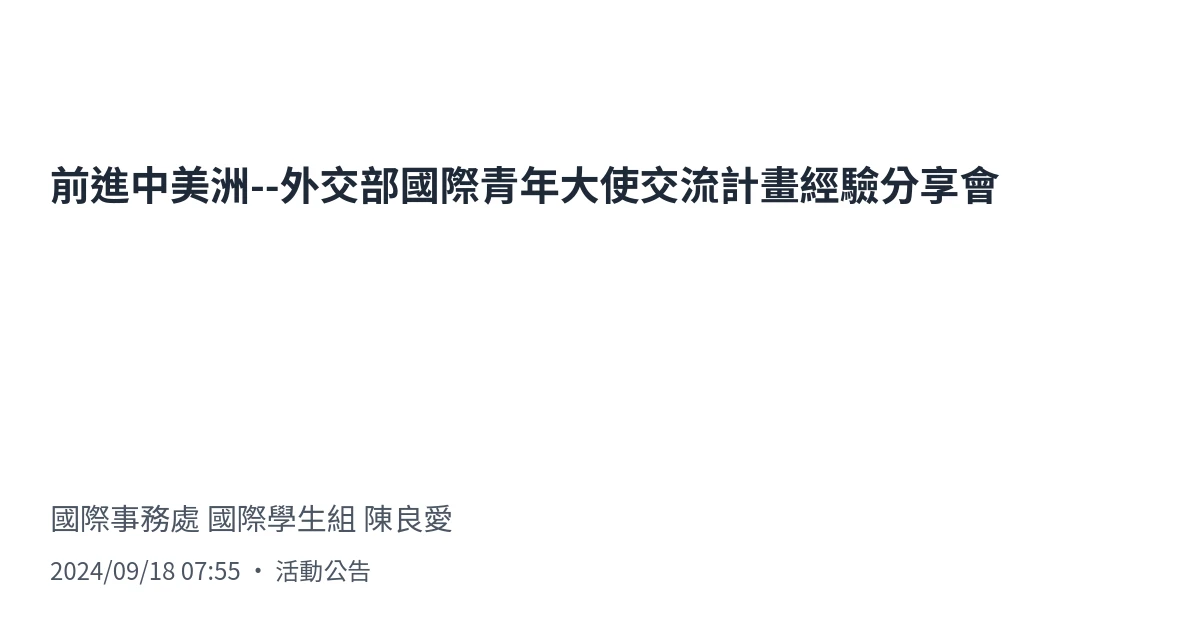 前進中美洲--外交部國際青年大使交流計畫經驗分享會
國際事務處 國際學生組 陳良愛
2024/09/18 07:55 • 活動公告